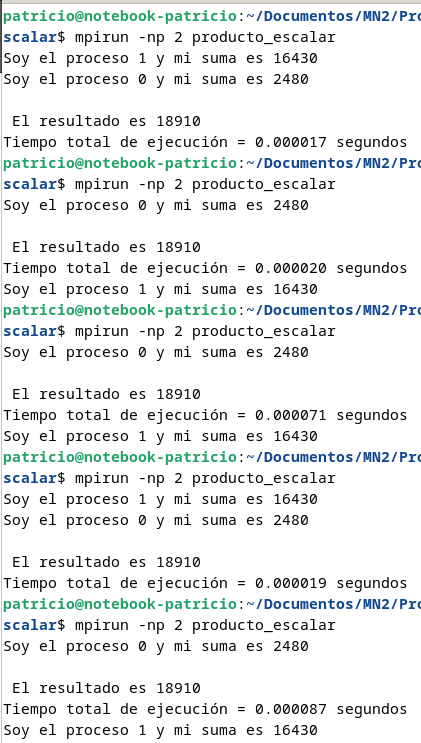 patricio@notebook-patricio:~/Documentos/MN2/Pro
scalar$ mpirun -np 2 producto_escalar
Soy el proceso 1 y mi suma es 16430
Soy el proceso 0 y mi suma es 2480
El resultado es 18910
Tiempo total de ejecución = 0.000017 segundos
patricio@notebook-patricio:~/Documentos/MN2/Pro
scalar$ mpirun -np 2 producto_escalar
Soy el proceso 0 y mi suma es 2480
El resultado es 18910
Tiempo total de ejecución = 0.000020 segundos
Soy el proceso 1 y mi suma es 16430
patricio@notebook-patricio:~/Documentos/MN2/Pro
scalar$ mpirun -np 2 producto_escalar
Soy el proceso 0 y mi suma es 2480
El resultado es 18910
Tiempo total de ejecución = 0.000071 segundos
Soy el proceso 1 y mi suma es 16430
patricio@notebook-patricio:~/Documentos/MN2/Pro
scalar$ mpirun -np 2 producto_escalar
Soy el proceso 1 y mi suma es 16430
Soy el proceso 0 y mi suma es 2480
El resultado es 18910
Tiempo total de ejecución = 0.000019 segundos
patricio@notebook-patricio:~/Documentos/MN2/Pro
scalar$ mpirun -np 2 producto_escalar
Soy el proceso 0 y mi suma es 2480
El resultado es 18910
Tiempo total de ejecución = 0.000087 segundos
Soy el proceso 1 y mi suma es 16430